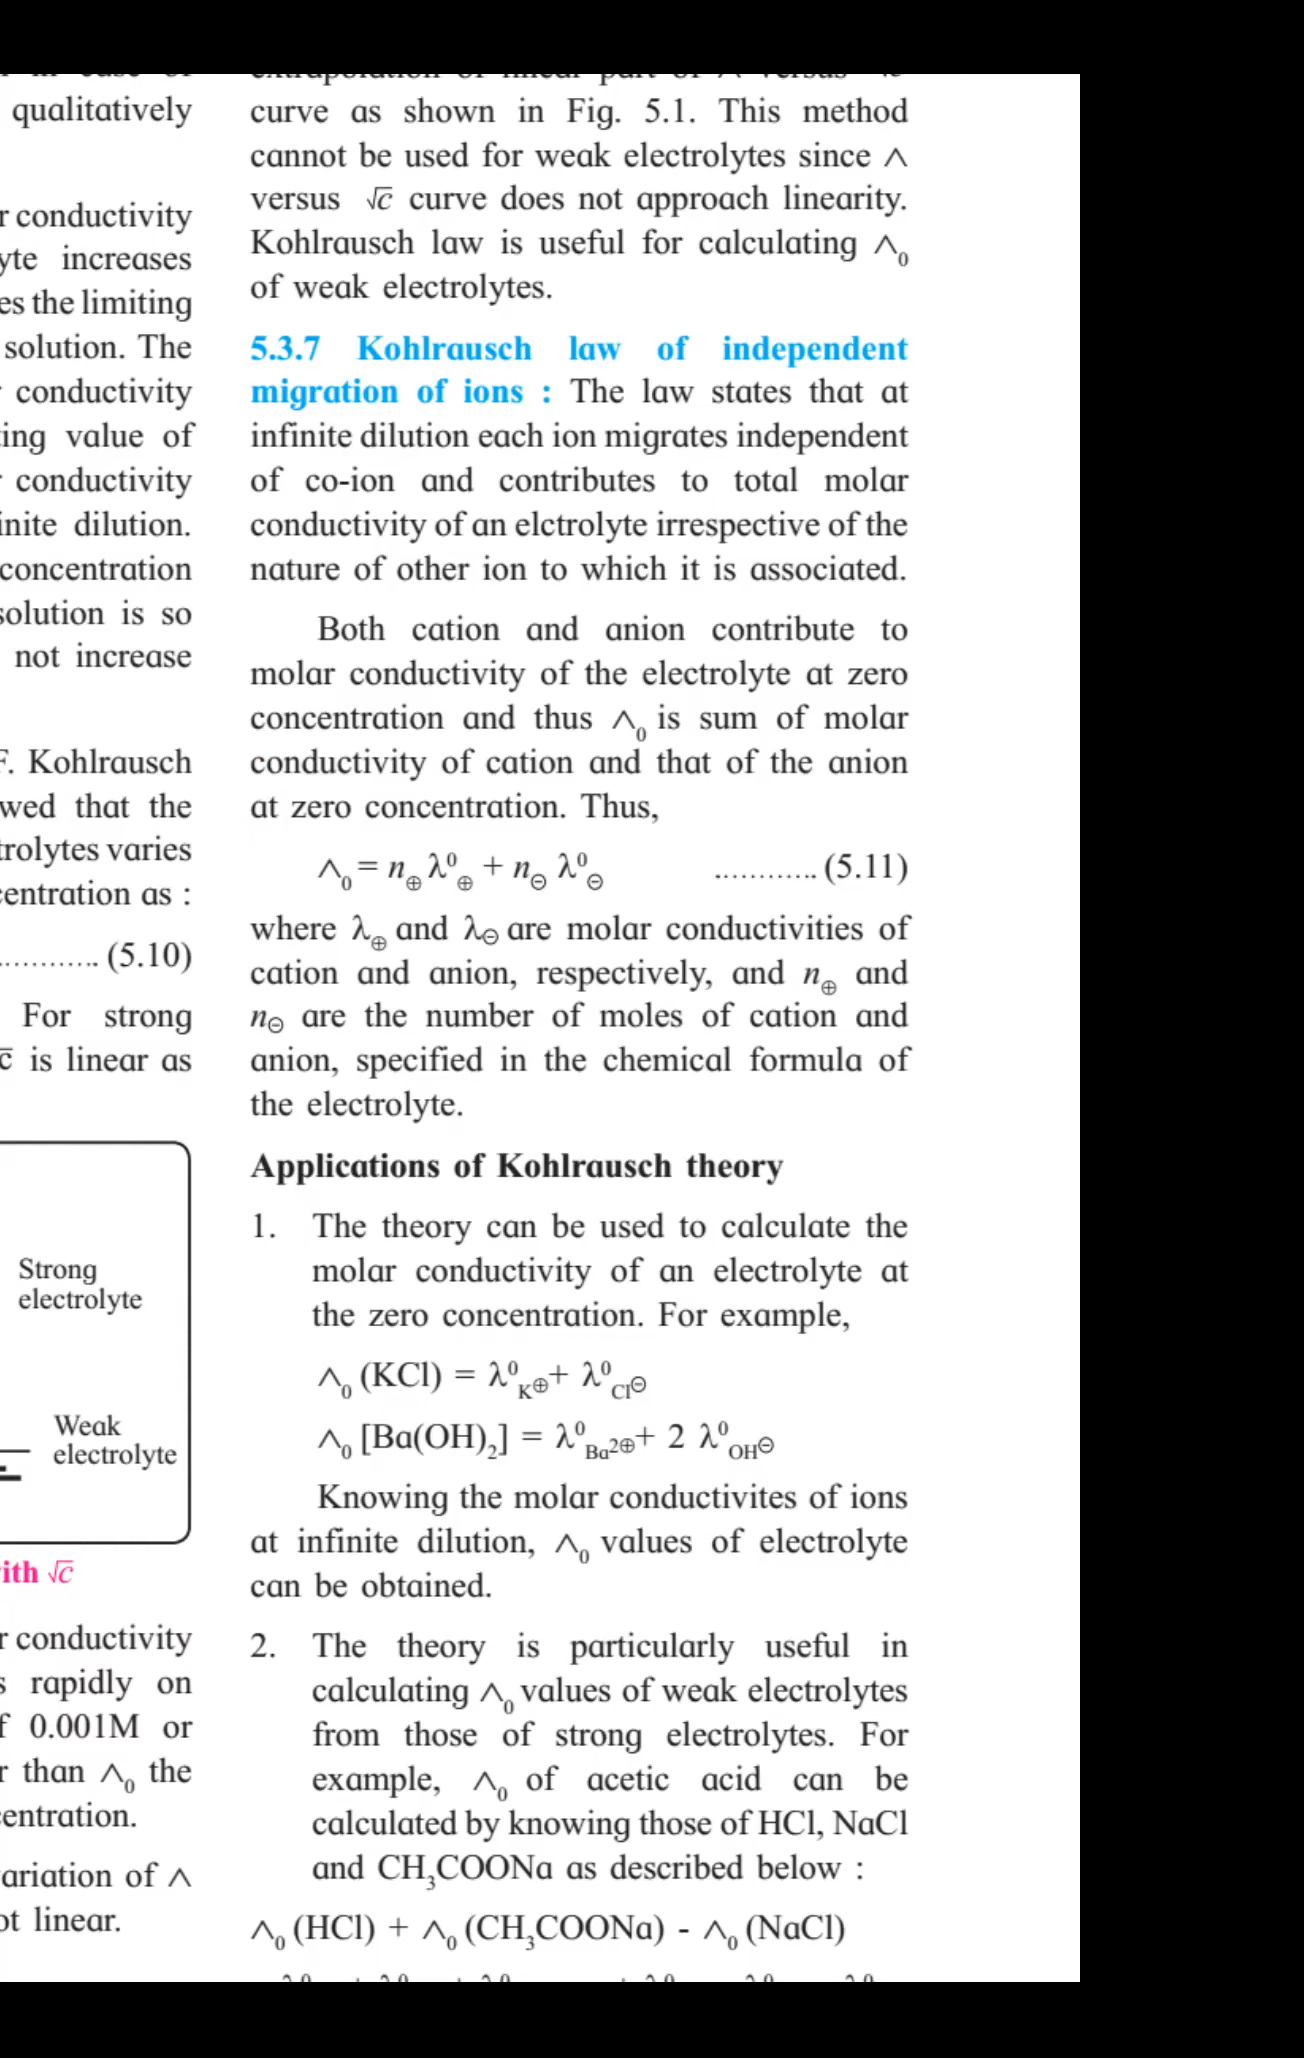 qualitatively
r conductivity
yte increases
es the limiting
solution. The
conductivity
ing value of
conductivity
inite dilution.
concentration
solution is so
not increase
F. Kohlrausch
wed that the
trolytes varies
centration as :
........... (5.10)
For strong
c̅ is linear as
Strong
electrolyte
Weak
electrolyte
ith √c
r conductivity
s rapidly on
f 0.001M or
r than ∧₀ the
centration.
ariation of ∧
ot linear.
curve as shown in Fig. 5.1. This method
cannot be used for weak electrolytes since ∧
versus √c curve does not approach linearity.
Kohlrausch law is useful for calculating ∧₀
of weak electrolytes.
5.3.7 Kohlrausch law of independent
migration of ions : The law states that at
infinite dilution each ion migrates independent
of co-ion and contributes to total molar
conductivity of an elctrolyte irrespective of the
nature of other ion to which it is associated.
Both cation and anion contribute to
molar conductivity of the electrolyte at zero
concentration and thus ∧₀ is sum of molar
conductivity of cation and that of the anion
at zero concentration. Thus,
∧₀ = n⊕ λ⁰⊕ + n⊖ λ⁰⊖ ............ (5.11)
where λ⊕ and λ⊖ are molar conductivities of
cation and anion, respectively, and n⊕ and
n⊖ are the number of moles of cation and
anion, specified in the chemical formula of
the electrolyte.
Applications of Kohlrausch theory
1. The theory can be used to calculate the
molar conductivity of an electrolyte at
the zero concentration. For example,
∧₀ (KCl) = λ⁰K⊕ + λ⁰Cl⊖
∧₀ [Ba(OH)₂] = λ⁰Ba2⊕ + 2 λ⁰OH⊖
Knowing the molar conductivites of ions
at infinite dilution, ∧₀ values of electrolyte
can be obtained.
2. The theory is particularly useful in
calculating ∧₀ values of weak electrolytes
from those of strong electrolytes. For
example, ∧₀ of acetic acid can be
calculated by knowing those of HCl, NaCl
and CH₃COONa as described below :
∧₀ (HCl) + ∧₀ (CH₃COONa) - ∧₀ (NaCl)